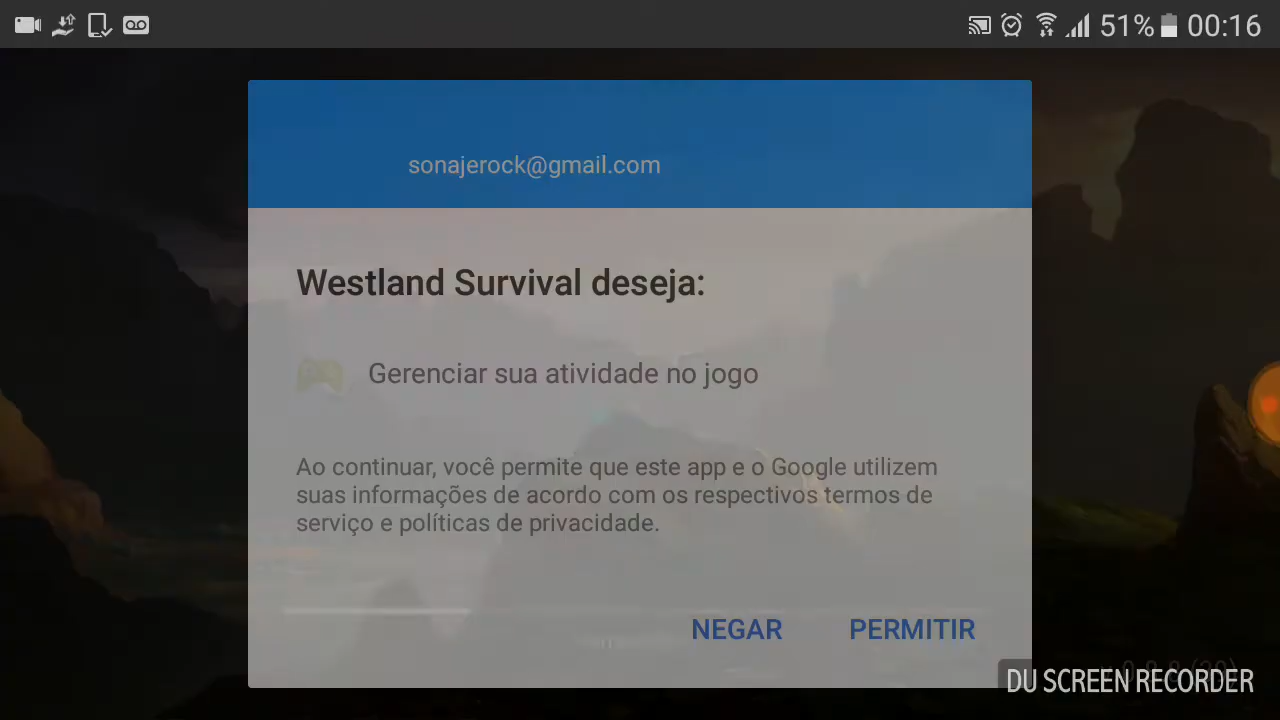 51% 00:16
sonajerock@gmail.com
Westland Survival deseja:
Gerenciar sua atividade no jogo
Ao continuar, você permite que este app e o Google utilizem
suas informações de acordo com os respectivos termos de
serviço e políticas de privacidade.
NEGAR PERMITIR
DU SCREEN RECORDER